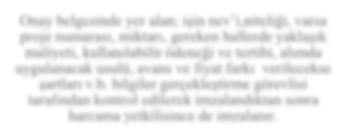 Onay belgesinde yer alan; işin nev'i,niteliği, varsa
proje numarası, miktarı, gereken hallerde yaklaşık
maliyeti, kullanılabilir ödeneği ve tertibi, alımda
uygulanacak usulü, avans ve fiyat farkı verilecekse
şartları v.b. bilgiler gerçekleştirme görevlisi
tarafından kontrol edilerek imzalandıktan sonra
harcama yetkilisince de imzalanır.